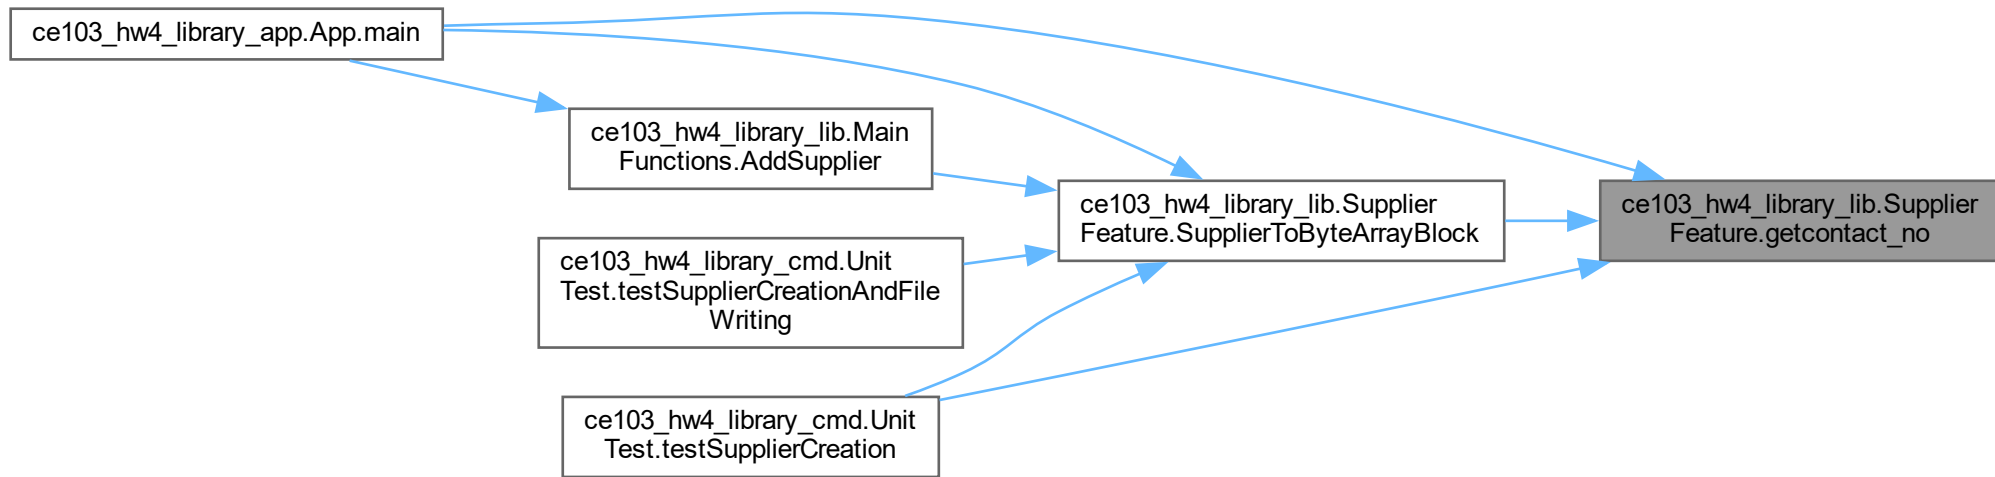 ce103_hw4_library_app.App.main
ce103_hw4_library_lib.Main
Functions.AddSupplier
ce103_hw4_library_cmd.Unit
Test.testSupplierCreationAndFile
Writing
ce103_hw4_library_cmd.Unit
Test.testSupplierCreation
ce103_hw4_library_lib.Supplier
Feature.SupplierToByteArrayBlock
ce103_hw4_library_lib.Supplier
Feature.getcontact_no